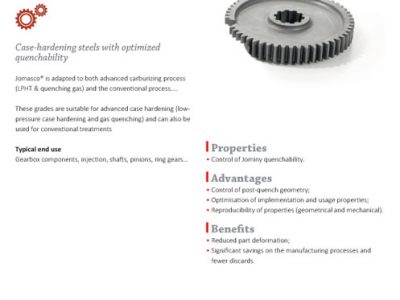 Case-hardening steels with optimized
quenchability
Jomasco® is adapted to both advanced carburizing process
(LPHT & quenching gas) and the conventional process....
These grades are suitable for advanced case hardening (low-
pressure case hardening and gas quenching) and can also be
used for conventional treatments
Typical end use
Gearbox components, injection, shafts, pinions, ring gears...
Properties
• Control of Jominy quenchability.
Advantages
• Control of post-quench geometry;
• Optimisation of implementation and usage properties;
• Reproducibility of properties (geometrical and mechanical).
Benefits
• Reduced part deformation;
• Significant savings on the manufacturing processes and
fewer discards.